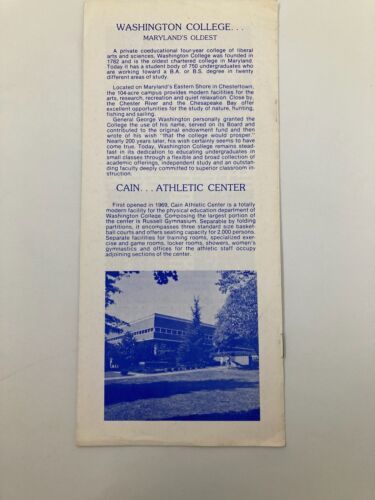 WASHINGTON COLLEGE...
MARYLAND'S OLDEST
A private coeducational four-year college of liberal
arts and sciences, Washington College was founded in
1782 and is the oldest chartered college in Maryland.
Today it has a student body of 750 undergraduates who
are working toward a B.A. or B.S. degree in twenty
different areas of study.
Located on Maryland's Eastern Shore in Chestertown,
the 104-acre campus provides modern facilities for the
arts, research, recreation and quiet relaxation. Close by,
the Chester River and the Chesapeake Bay offer
excellent opportunities for the study of nature, hunting,
fishing and sailing.
General George Washington personally granted the
College the use of his name, served on its Board and
contributed to the original endowment fund and then
wrote of his wish "that the college would prosper."
Nearly 200 years later, his wish certainly seems to have
come true. Today, Washington College remains stead-
fast in its dedication to educating undergraduates in
small classes through a flexible and broad collection of
academic offerings, independent study and an outstan-
ding faculty deeply committed to superior classroom in-
struction.
CAIN... ATHLETIC CENTER
First opened in 1969, Cain Athletic Center is a totally
modern facility for the physical education department of
Washington College. Composing the largest portion of
the center is Russell Gymnasium. Separable by folding
partitions, it encompasses three standard size basket-
ball courts and offers seating capacity for 2,000 persons.
Separate facilities for training rooms, specialized exer-
cise and game rooms, locker rooms, showers, women's
gymnastics and offices for the athletic staff occupy
adjoining sections of the center.